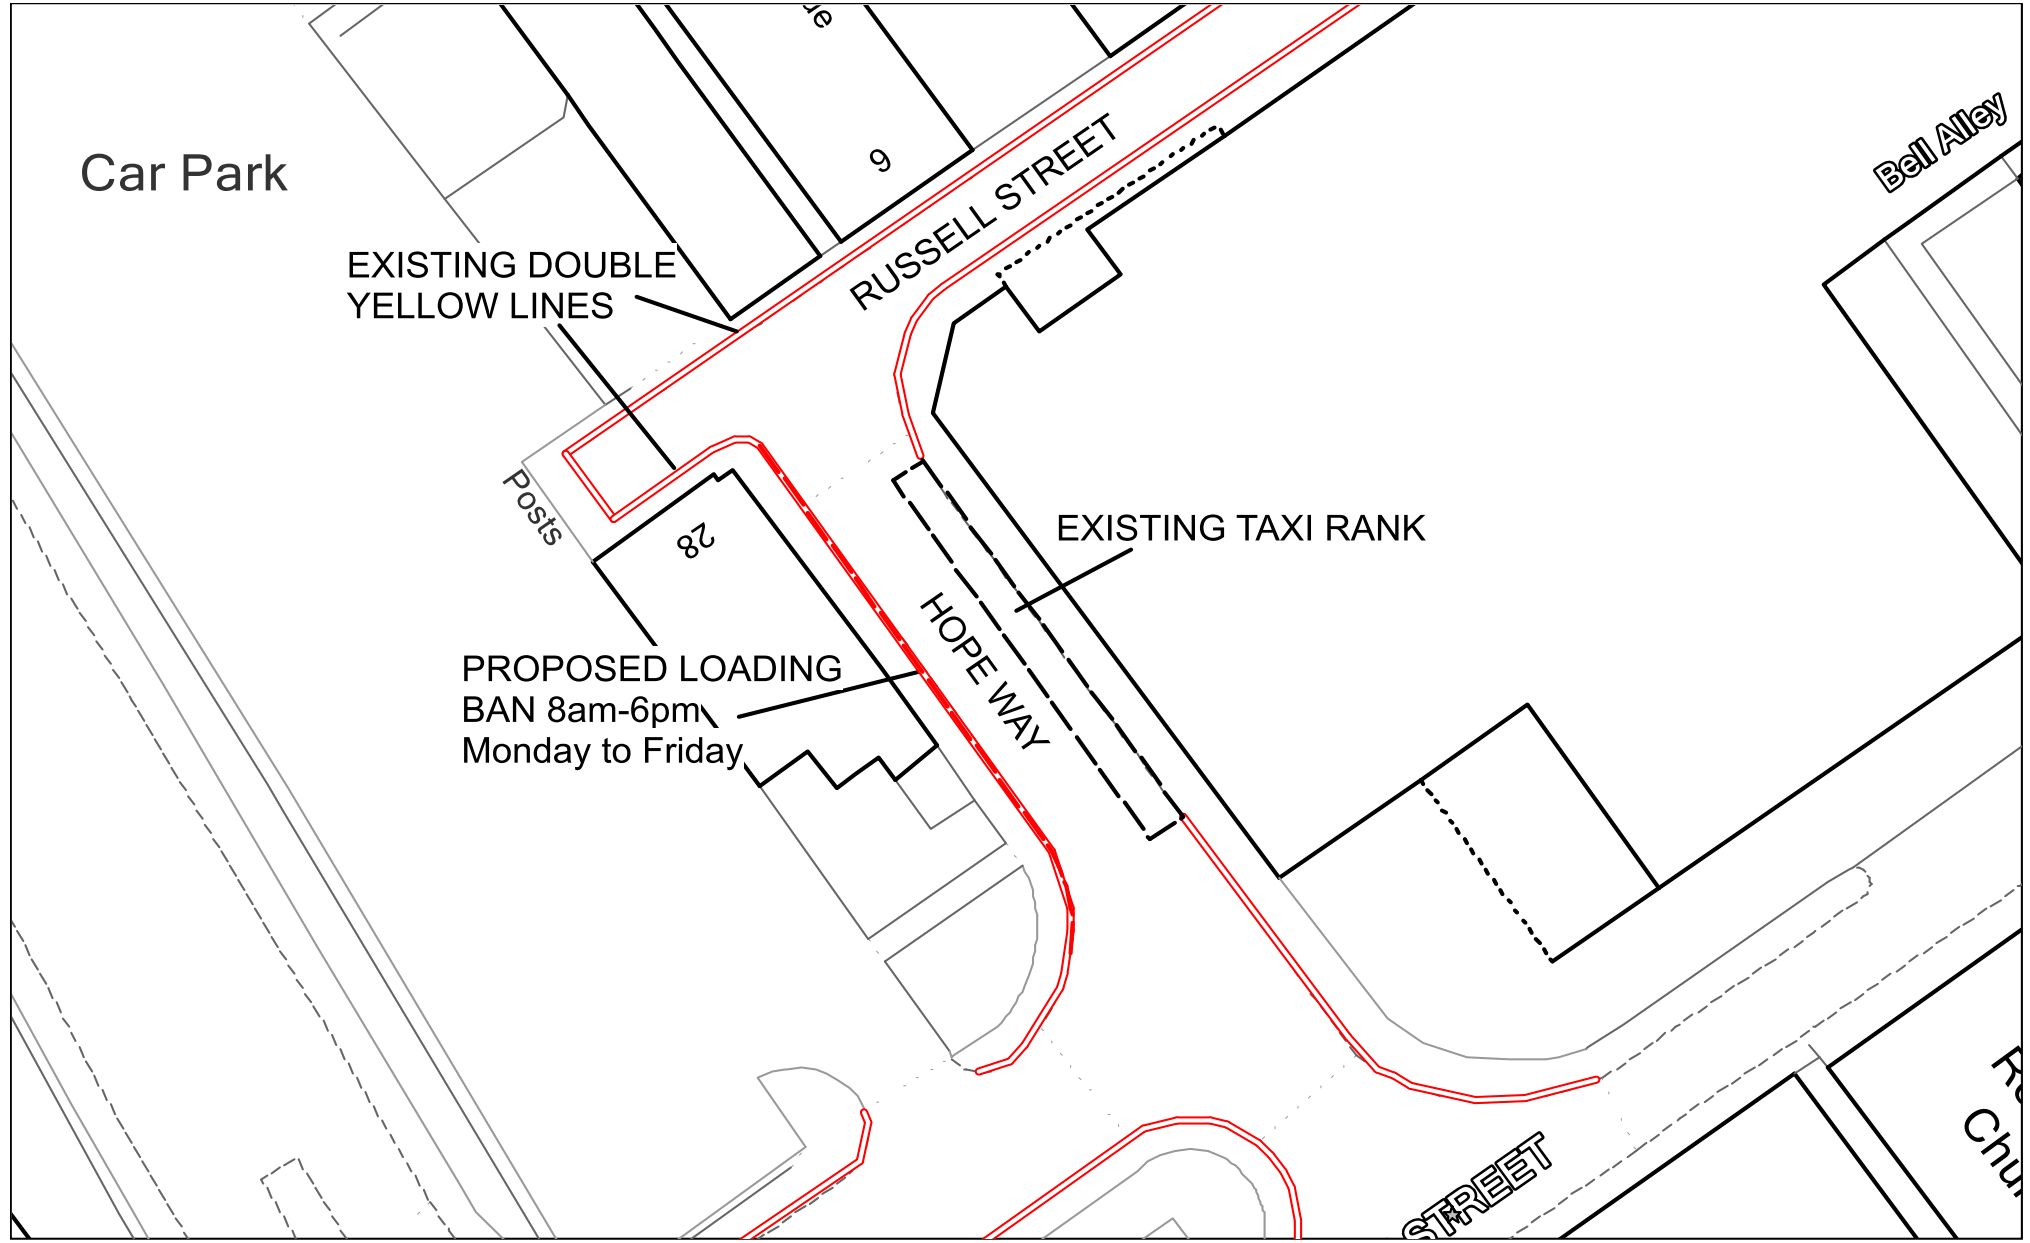 Bell Alley
Car Park
6
RUSSELL STREET
EXISTING DOUBLE
YELLOW LINES
Posts
28
EXISTING TAXI RANK
HOPE WAY
PROPOSED LOADING
BAN 8am-6pm
Monday to Friday
STREET